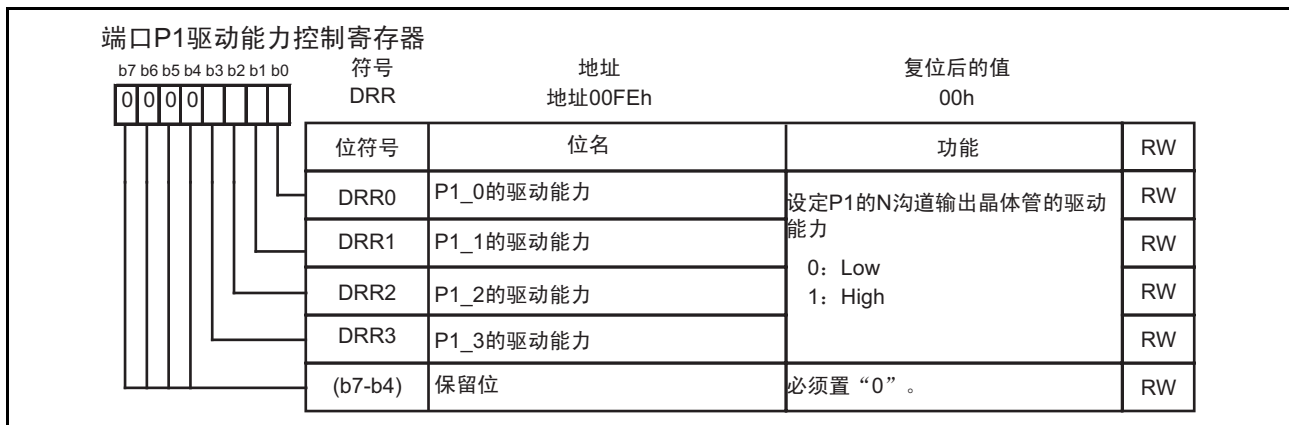 端口P1驱动能力控制寄存器
b7 b6 b5 b4 b3 b2 b1 b0 符号 地址 复位后的值
0 0 0 0 DRR 地址00FEh 00h
位符号 位名 功能 RW
DRR0 P1_0的驱动能力 设定P1的N沟道输出晶体管的驱动 RW
能力
DRR1 P1_1的驱动能力 RW
0：Low
DRR2 P1_2的驱动能力 1：High RW
DRR3 P1_3的驱动能力 RW
(b7-b4) 保留位 必须置“0”。 RW